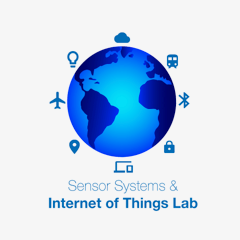 Sensor Systems &
Internet of Things Lab